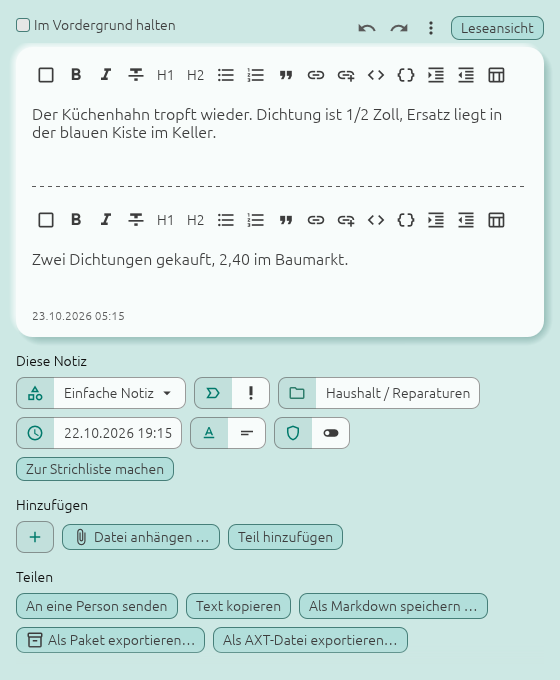 Im Vordergrund halten
Leseansicht
B I H1 H2
Der Küchenhahn tropft wieder. Dichtung ist 1/2 Zoll, Ersatz liegt in
der blauen Kiste im Keller.
B I H1 H2
Zwei Dichtungen gekauft, 2,40 im Baumarkt.
23.10.2026 05:15
Diese Notiz
Einfache Notiz
Haushalt / Reparaturen
22.10.2026 19:15
Zur Strichliste machen
Hinzufügen
Datei anhängen …
Teil hinzufügen
Teilen
An eine Person senden
Text kopieren
Als Markdown speichern …
Als Paket exportieren…
Als AXT-Datei exportieren…